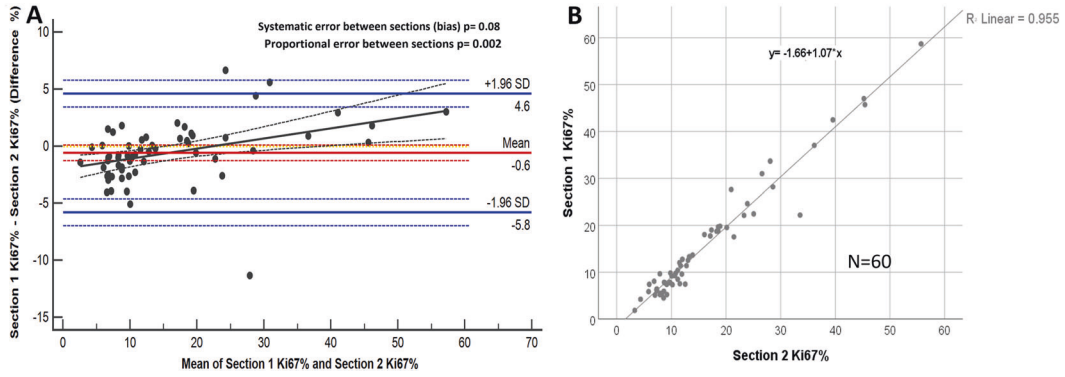 A
Systematic error between sections (bias) p= 0.08
Proportional error between sections p= 0.002
Section 1 Ki67% - Section 2 Ki67% (Difference %)
10
5
0
-5
-10
-15
+1.96 SD
4.6
Mean
-0.6
-1.96 SD
-5.8
0 10 20 30 40 50 60 70
Mean of Section 1 Ki67% and Section 2 Ki67%
B
R² Linear = 0.955
y= -1.66+1.07*x
Section 1 Ki67%
60
50
40
30
20
10
0
N=60
0 10 20 30 40 50 60
Section 2 Ki67%